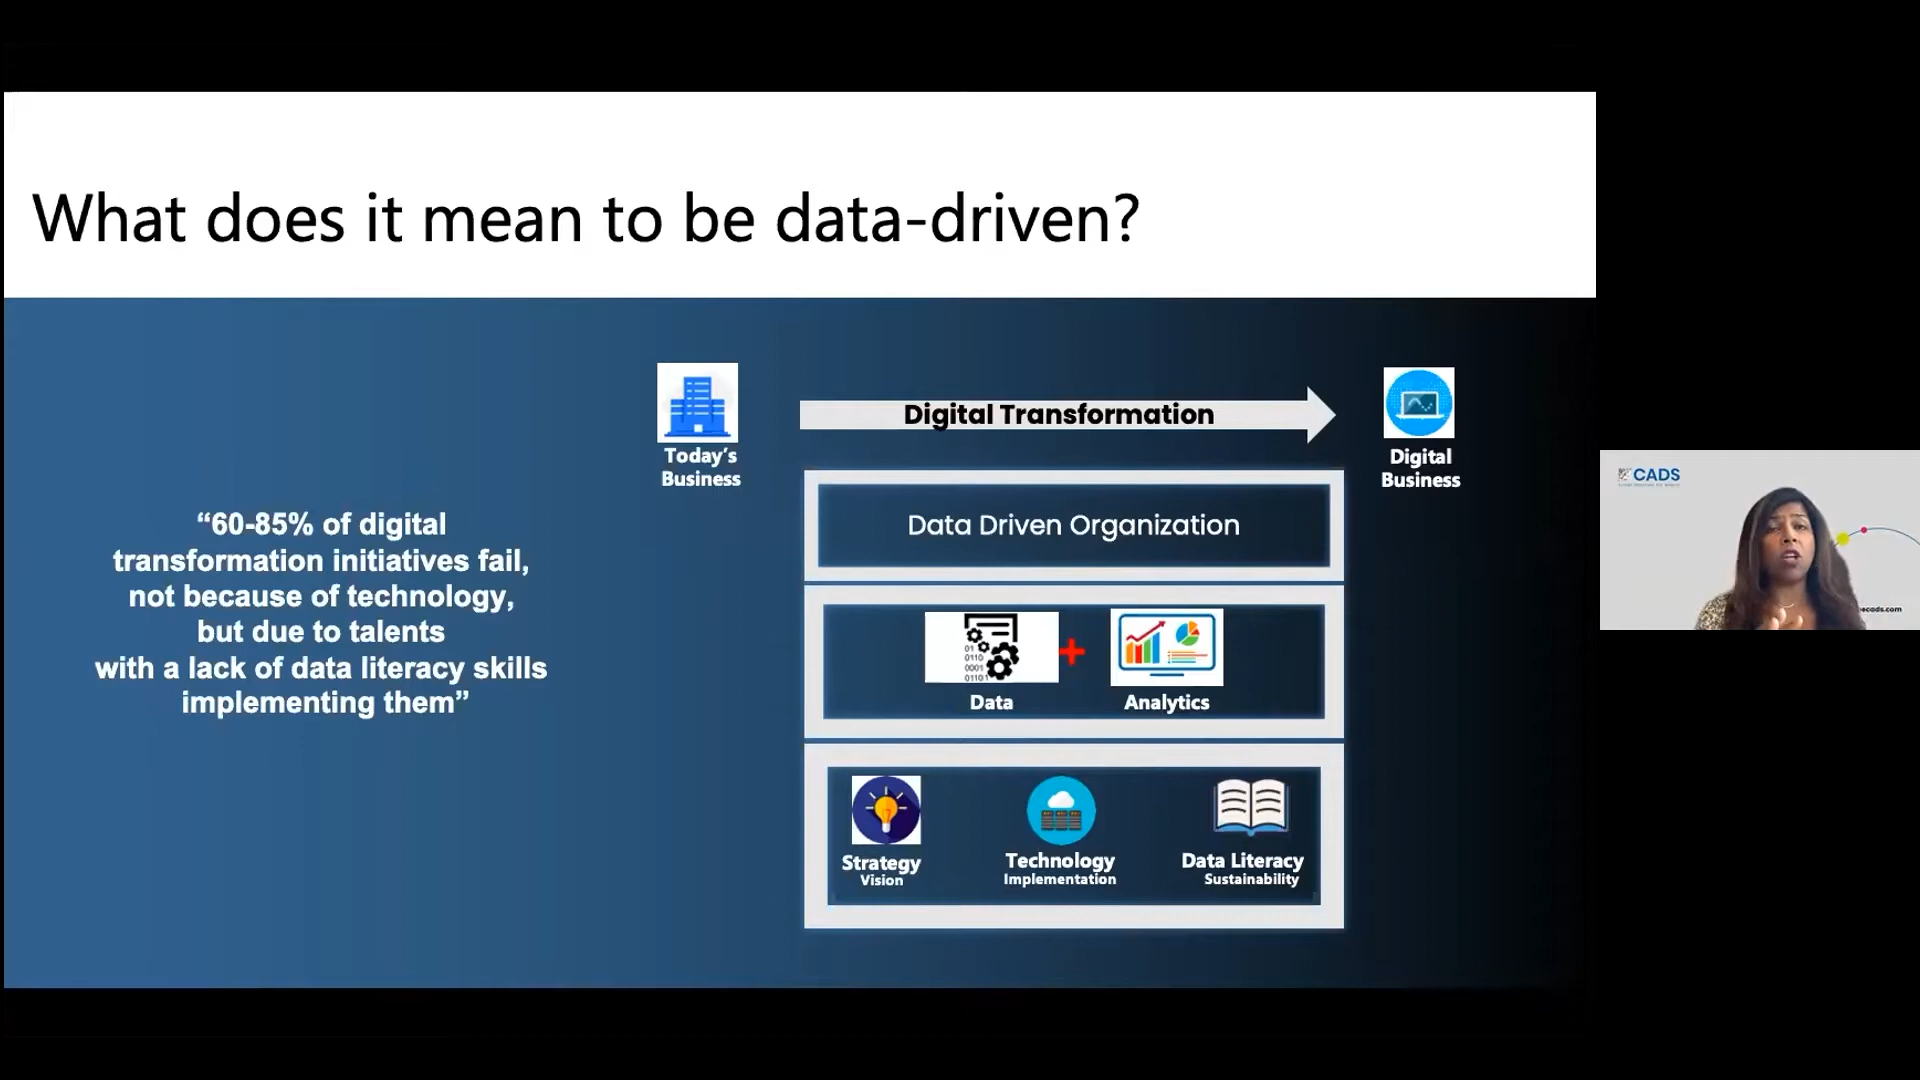 What does it mean to be data-driven?
“60-85% of digital
transformation initiatives fail,
not because of technology,
but due to talents
with a lack of data literacy skills
implementing them”
Today’s
Business
Digital Transformation
Digital
Business
Data Driven Organization
Data
+
Analytics
Strategy
Vision
Technology
Implementation
Data Literacy
Sustainability
CADS
ecads.com